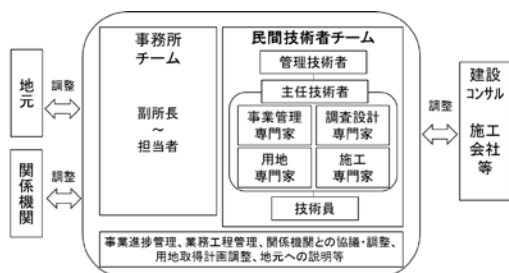 地元
調整
関係機関
調整
事務所
チーム
副所長
～
担当者
民間技術者チーム
管理技術者
主任技術者
事業管理
専門家
調査設計
専門家
用地
専門家
施工
専門家
技術員
事業進捗管理、業務工程管理、関係機関との協議・調整、
用地取得計画調整、地元への説明等
調整
建設
コンサル
施工
会社
等